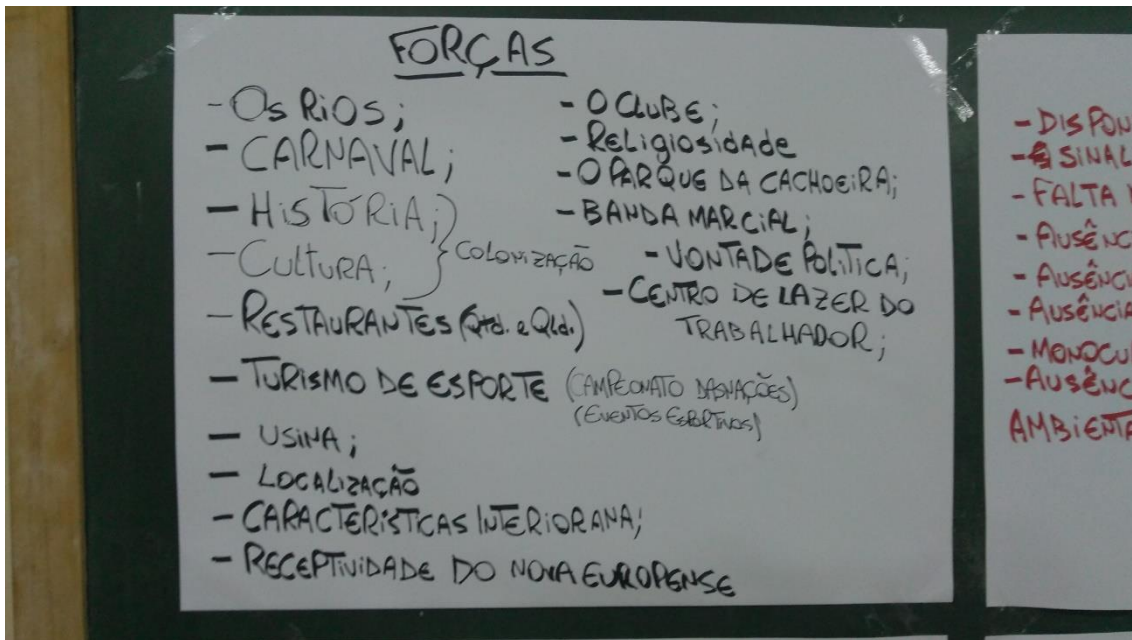 FORÇAS
- Os Rios;
- CARNAVAL;
- HISTÓRIA;
- CULTURA;
COLONIZAÇÃO
- RESTAURANTES (Qtd. e Qld.)
- TURISMO DE ESPORTE (CAMPEONATO DAS NAÇÕES)
(EVENTOS ESPORTIVOS)
- USINA;
- LOCALIZAÇÃO
- CARACTERÍSTICAS INTERIORANA;
- RECEPTIVIDADE DO NOVA EUROPENSE
- O CLUBE;
- Religiosidade
- O PARQUE DA CACHOEIRA;
- BANDA MARCIAL;
- VONTADE POLÍTICA;
- CENTRO DE LAZER DO
TRABALHADOR;
- DISPON
- SINAL
- FALTA
- AUSÊNC
- AUSÊNCI
- AUSÊNCIA
- MONOCU
- AUSÊNC
AMBIENTA